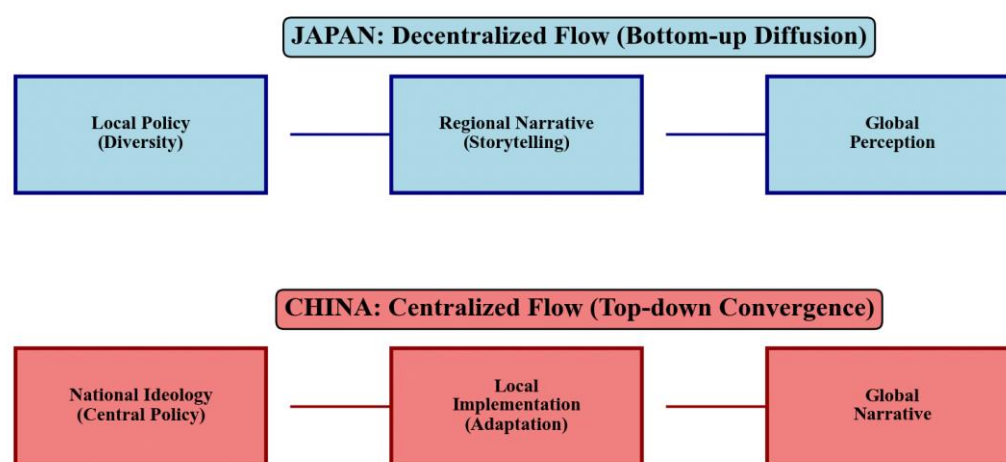 JAPAN: Decentralized Flow (Bottom-up Diffusion)
Local Policy
(Diversity)
Regional Narrative
(Storytelling)
Global
Perception
CHINA: Centralized Flow (Top-down Convergence)
National Ideology
(Central Policy)
Local
Implementation
(Adaptation)
Global
Narrative